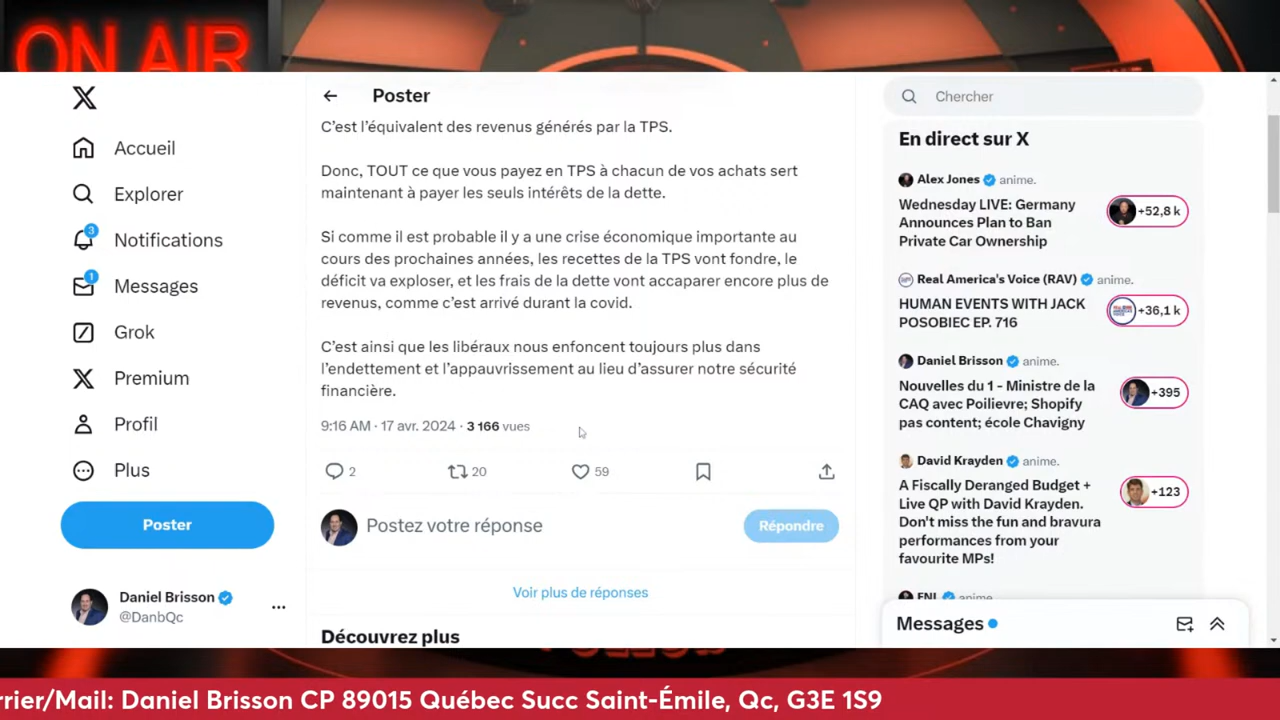 ON AIR
Accueil
Explorer
3
Notifications
1
Messages
Grok
Premium
Profil
Plus
Poster
Daniel Brisson
@DanbQc
Poster
C'est l'équivalent des revenus générés par la TPS.
Donc, TOUT ce que vous payez en TPS à chacun de vos achats sert
maintenant à payer les seuls intérêts de la dette.
Si comme il est probable il y a une crise économique importante au
cours des prochaines années, les recettes de la TPS vont fondre, le
déficit va exploser, et les frais de la dette vont accaparer encore plus de
revenus, comme c'est arrivé durant la covid.
C'est ainsi que les libéraux nous enfoncent toujours plus dans
l'endettement et l'appauvrissement au lieu d'assurer notre sécurité
financière.
9:16 AM · 17 avr. 2024 · 3 166 vues
2 20 59
Postez votre réponse
Répondre
Voir plus de réponses
Découvrez plus
Chercher
En direct sur X
Alex Jones anime.
Wednesday LIVE: Germany
Announces Plan to Ban
Private Car Ownership
+52,8 k
Real America's Voice (RAV) anime.
HUMAN EVENTS WITH JACK
POSOBIEC EP. 716
+36,1 k
Daniel Brisson anime.
Nouvelles du 1 - Ministre de la
CAQ avec Poilievre; Shopify
pas content; école Chavigny
+395
David Krayden anime.
A Fiscally Deranged Budget +
Live QP with David Krayden.
Don't miss the fun and bravura
performances from your
favourite MPs!
+123
anime.
Messages
rrier/Mail: Daniel Brisson CP 89015 Québec Succ Saint-Émile, Qc, G3E 1S9